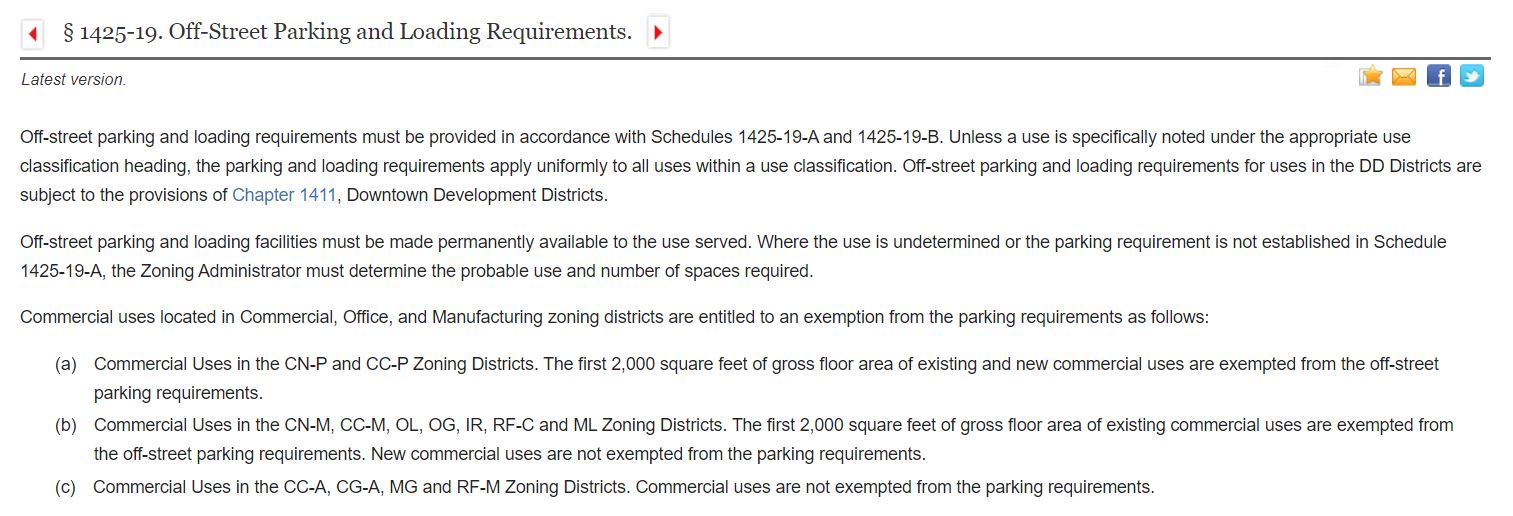 § 1425-19. Off-Street Parking and Loading Requirements.
Latest version.
Off-street parking and loading requirements must be provided in accordance with Schedules 1425-19-A and 1425-19-B. Unless a use is specifically noted under the appropriate use
classification heading, the parking and loading requirements apply uniformly to all uses within a use classification. Off-street parking and loading requirements for uses in the DD Districts are
subject to the provisions of Chapter 1411, Downtown Development Districts.
Off-street parking and loading facilities must be made permanently available to the use served. Where the use is undetermined or the parking requirement is not established in Schedule
1425-19-A, the Zoning Administrator must determine the probable use and number of spaces required.
Commercial uses located in Commercial, Office, and Manufacturing zoning districts are entitled to an exemption from the parking requirements as follows:
(a) Commercial Uses in the CN-P and CC-P Zoning Districts. The first 2,000 square feet of gross floor area of existing and new commercial uses are exempted from the off-street
parking requirements.
(b) Commercial Uses in the CN-M, CC-M, OL, OG, IR, RF-C and ML Zoning Districts. The first 2,000 square feet of gross floor area of existing commercial uses are exempted from
the off-street parking requirements. New commercial uses are not exempted from the parking requirements.
(c) Commercial Uses in the CC-A, CG-A, MG and RF-M Zoning Districts. Commercial uses are not exempted from the parking requirements.